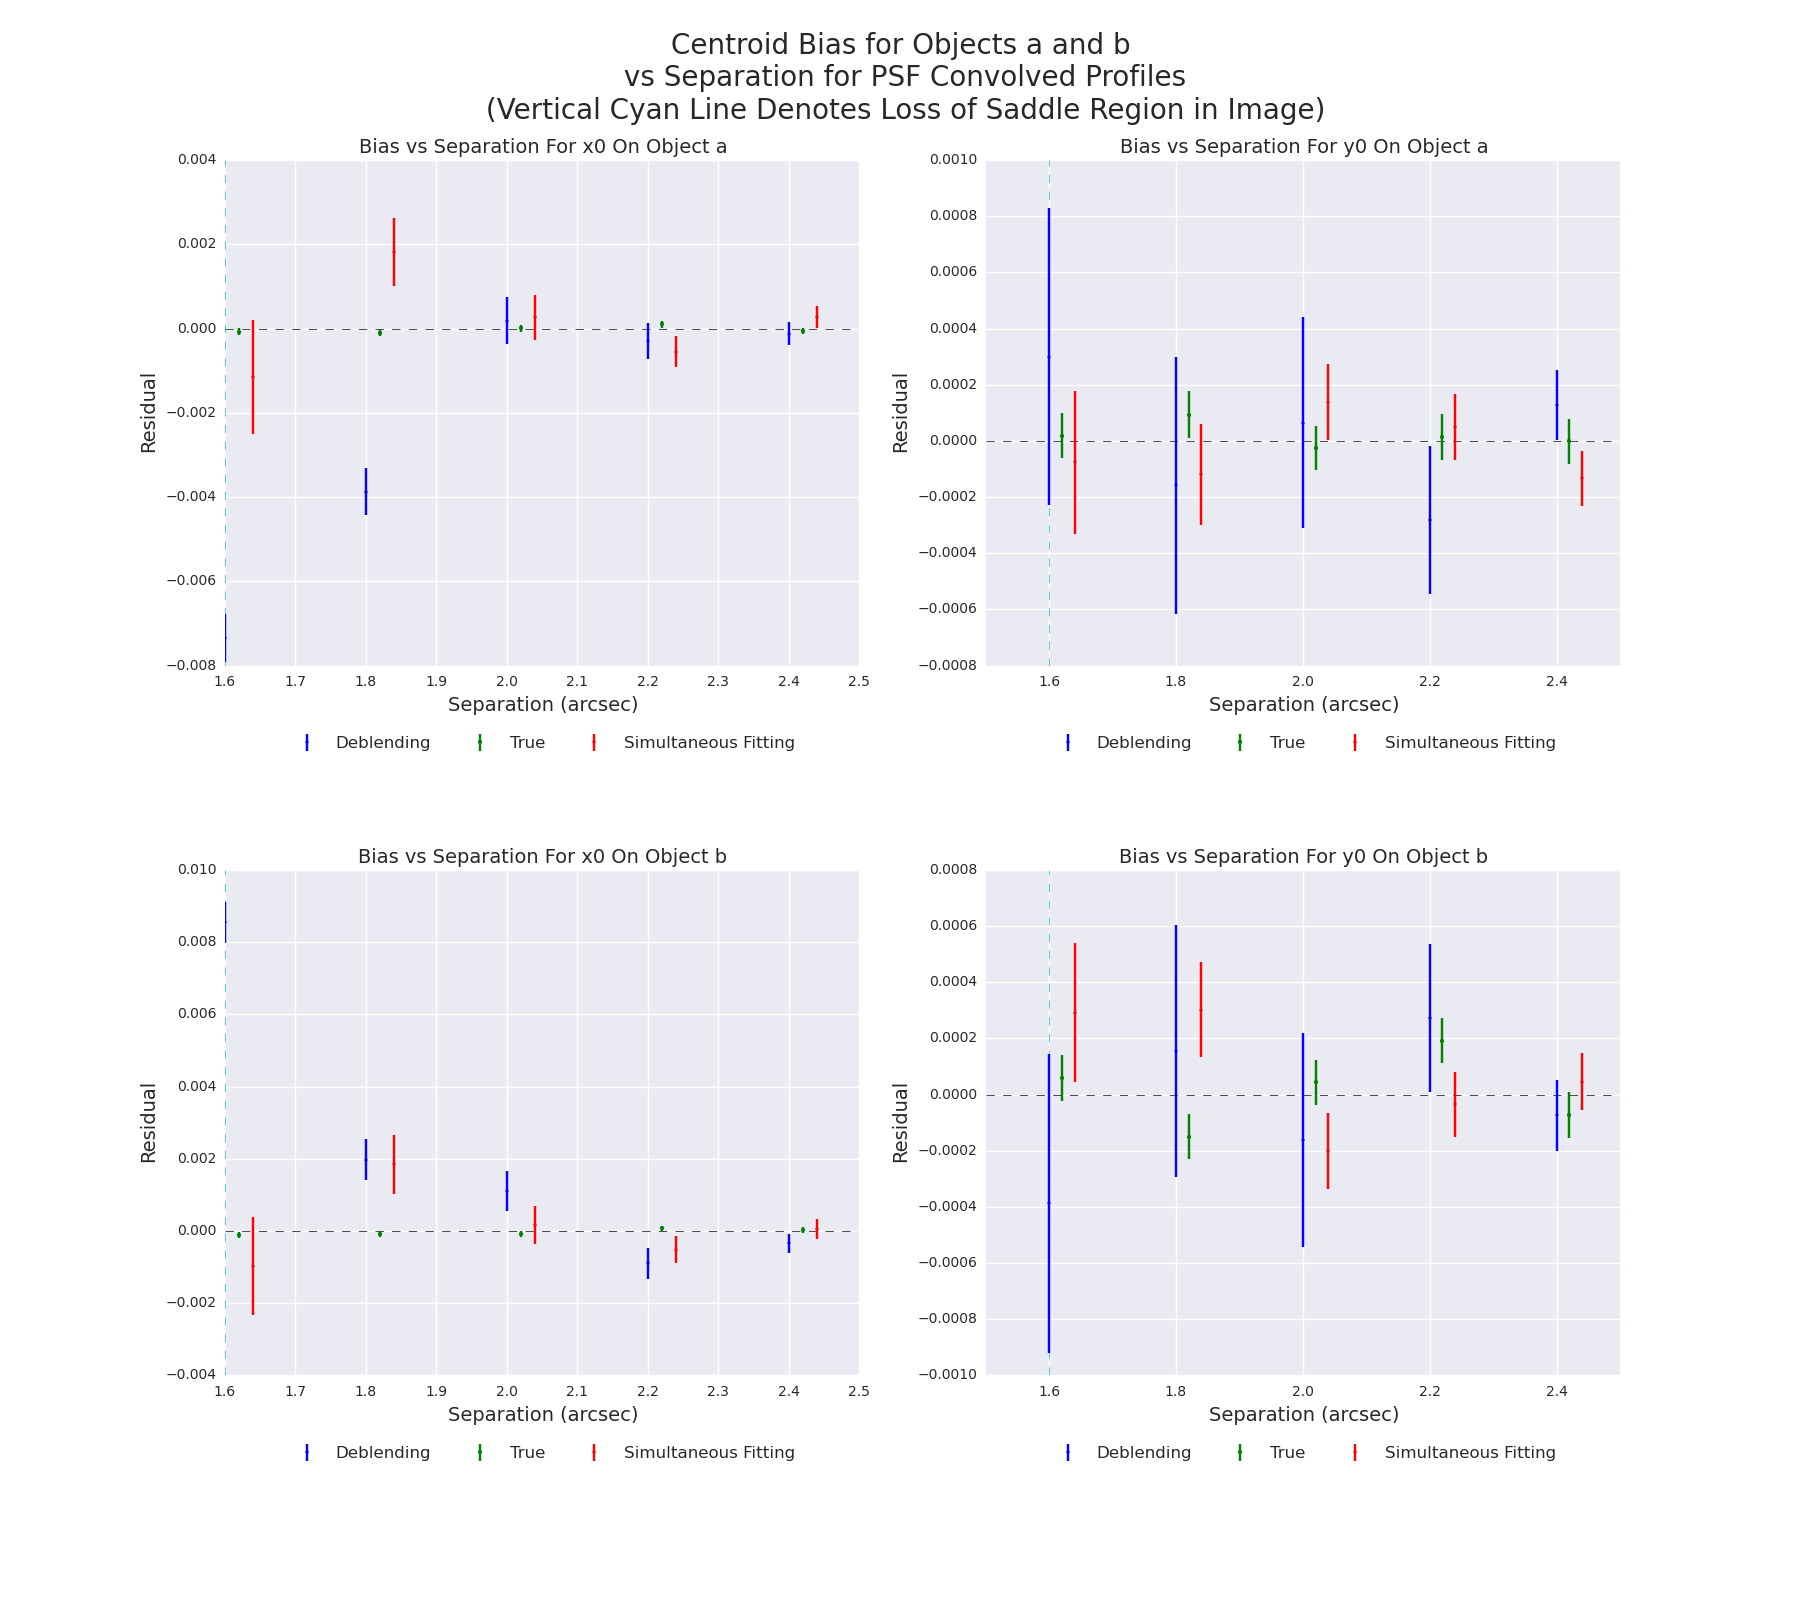 Centroid Bias for Objects a and b
vs Separation for PSF Convolved Profiles
(Vertical Cyan Line Denotes Loss of Saddle Region in Image)
Bias vs Separation For x0 On Object a
0.004
0.002
0.000
−0.002
−0.004
−0.006
−0.008
Residual
1.6 1.7 1.8 1.9 2.0 2.1 2.2 2.3 2.4 2.5
Separation (arcsec)
Deblending True Simultaneous Fitting
Bias vs Separation For y0 On Object a
0.0010
0.0008
0.0006
0.0004
0.0002
0.0000
−0.0002
−0.0004
−0.0006
−0.0008
Residual
1.6 1.8 2.0 2.2 2.4
Separation (arcsec)
Deblending True Simultaneous Fitting
Bias vs Separation For x0 On Object b
0.010
0.008
0.006
0.004
0.002
0.000
−0.002
−0.004
Residual
1.6 1.7 1.8 1.9 2.0 2.1 2.2 2.3 2.4 2.5
Separation (arcsec)
Deblending True Simultaneous Fitting
Bias vs Separation For y0 On Object b
0.0008
0.0006
0.0004
0.0002
0.0000
−0.0002
−0.0004
−0.0006
−0.0008
−0.0010
Residual
1.6 1.8 2.0 2.2 2.4
Separation (arcsec)
Deblending True Simultaneous Fitting